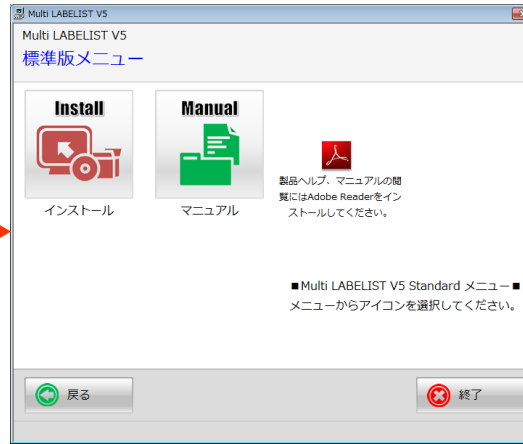 Multi LABELIST V5
Multi LABELIST V5
標準版メニュー
Install
Manual
インストール
マニュアル
製品ヘルプ、マニュアルの閲
覧にはAdobe Readerをイン
ストールしてください。
■Multi LABELIST V5 Standard メニュー■
メニューからアイコンを選択してください。
戻る
終了